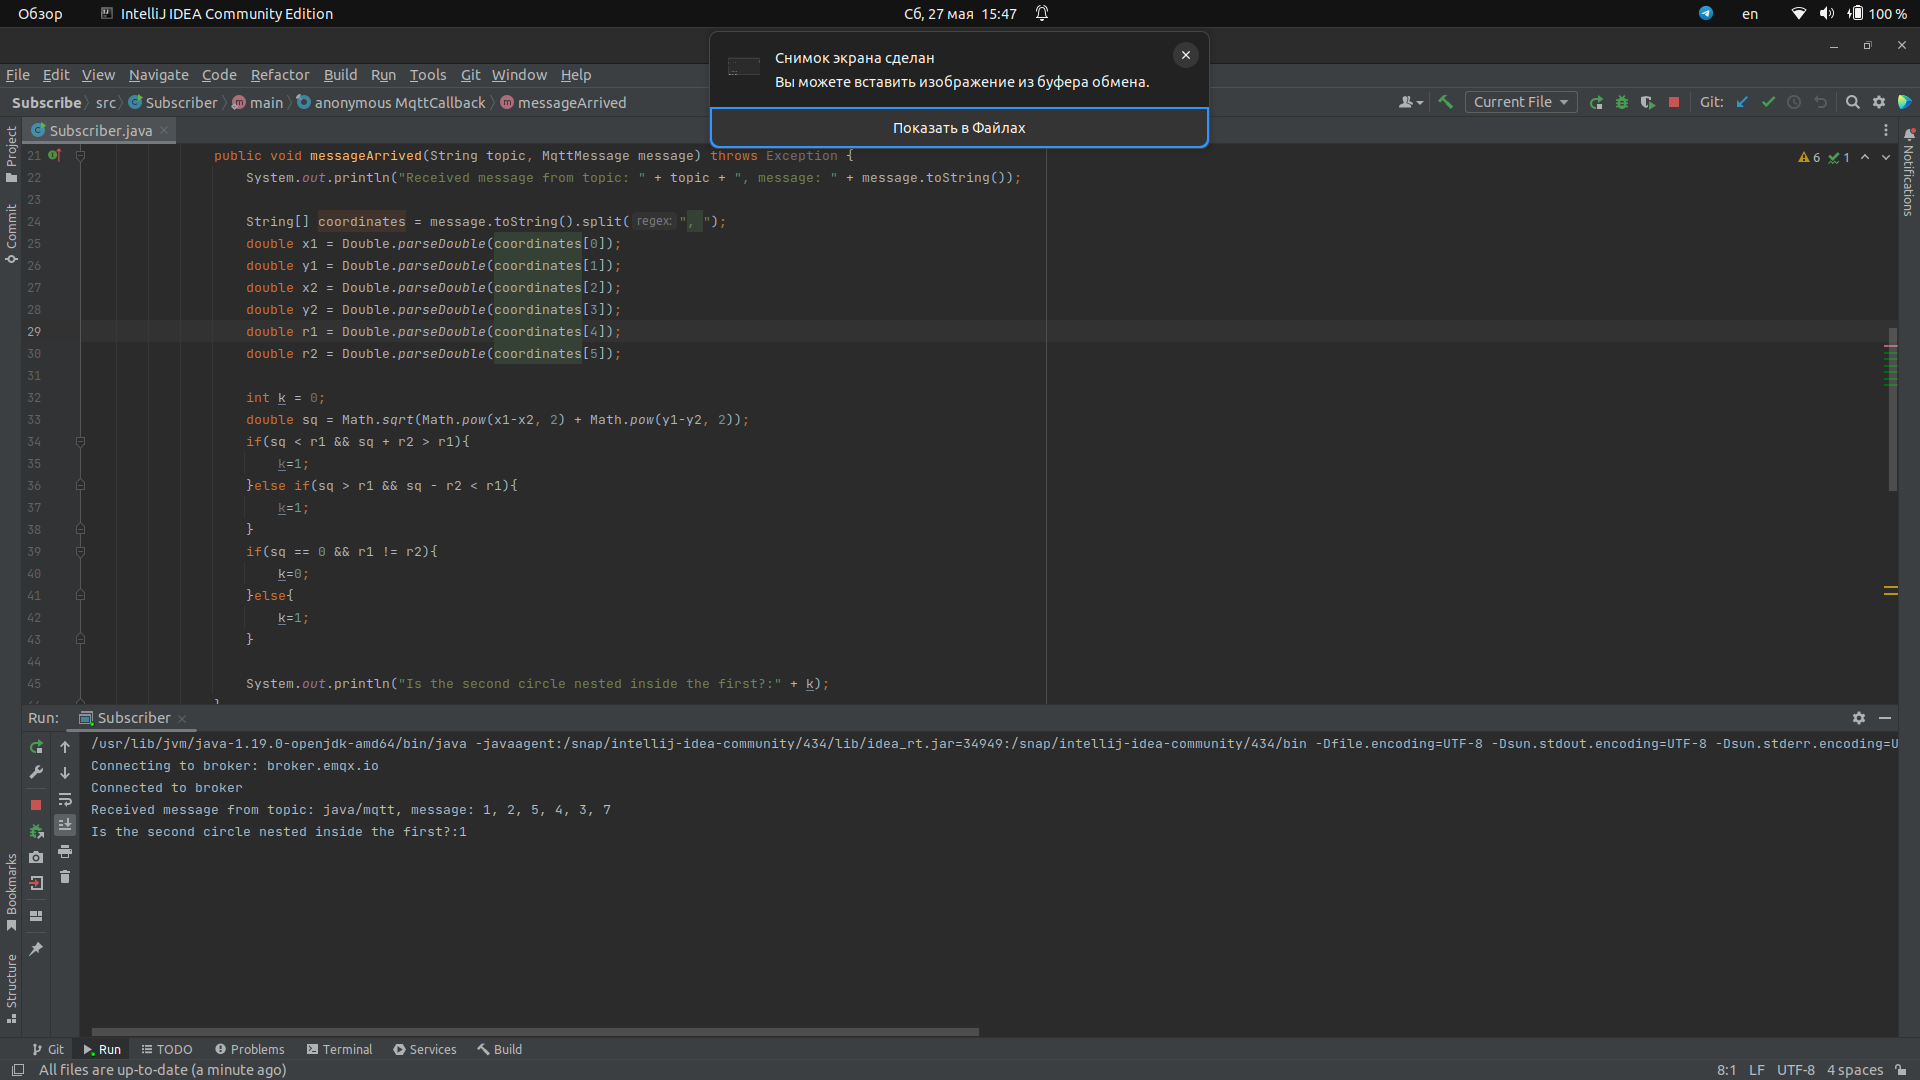 Обзор IntelliJ IDEA Community Edition Сб, 27 мая 15:47 en 100 %
Снимок экрана сделан
Вы можете вставить изображение из буфера обмена.
Показать в Файлах
File Edit View Navigate Code Refactor Build Run Tools Git Window Help
Subscribe src Subscriber main anonymous MqttCallback messageArrived Current File Git:
Subscriber.java
Project
Commit
Bookmarks
Structure
Notifications
6 1
21 public void messageArrived(String topic, MqttMessage message) throws Exception {
22 System.out.println("Received message from topic: " + topic + ", message: " + message.toString());
23
24 String[] coordinates = message.toString().split( regex: ", ");
25 double x1 = Double.parseDouble(coordinates[0]);
26 double y1 = Double.parseDouble(coordinates[1]);
27 double x2 = Double.parseDouble(coordinates[2]);
28 double y2 = Double.parseDouble(coordinates[3]);
29 double r1 = Double.parseDouble(coordinates[4]);
30 double r2 = Double.parseDouble(coordinates[5]);
31
32 int k = 0;
33 double sq = Math.sqrt(Math.pow(x1-x2, 2) + Math.pow(y1-y2, 2));
34 if(sq < r1 && sq + r2 > r1){
35 k=1;
36 }else if(sq > r1 && sq - r2 < r1){
37 k=1;
38 }
39 if(sq == 0 && r1 != r2){
40 k=0;
41 }else{
42 k=1;
43 }
44
45 System.out.println("Is the second circle nested inside the first?:" + k);
Run: Subscriber
/usr/lib/jvm/java-1.19.0-openjdk-amd64/bin/java -javaagent:/snap/intellij-idea-community/434/lib/idea_rt.jar=34949:/snap/intellij-idea-community/434/bin -Dfile.encoding=UTF-8 -Dsun.stdout.encoding=UTF-8 -Dsun.stderr.encoding=U
Connecting to broker: broker.emqx.io
Connected to broker
Received message from topic: java/mqtt, message: 1, 2, 5, 4, 3, 7
Is the second circle nested inside the first?:1
Git Run TODO Problems Terminal Services Build
All files are up-to-date (a minute ago) 8:1 LF UTF-8 4 spaces